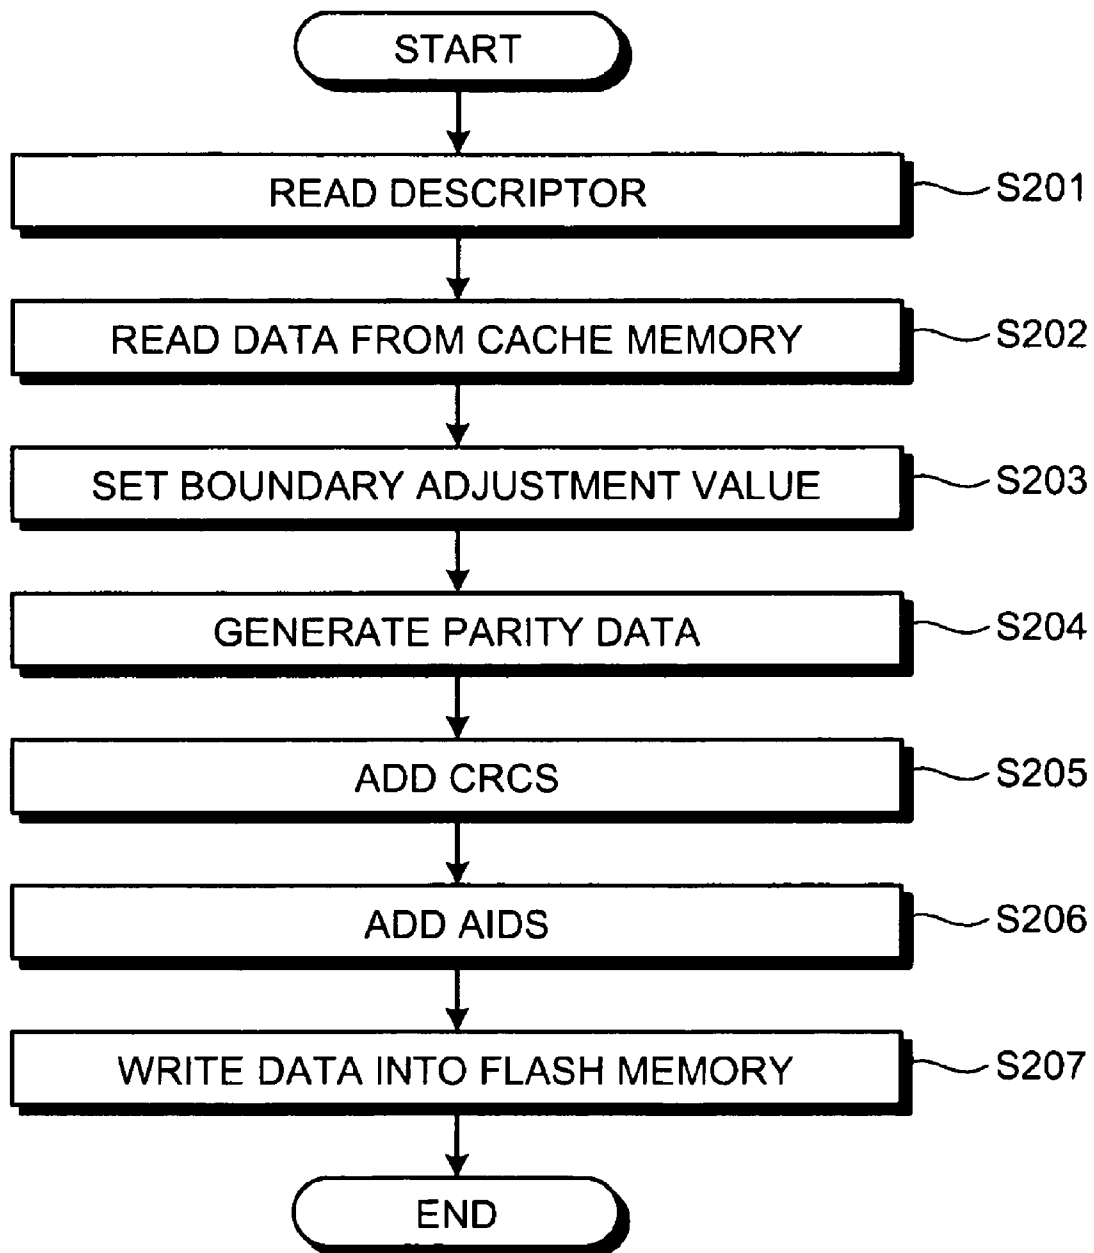 START
READ DESCRIPTOR
S201
READ DATA FROM CACHE MEMORY
S202
SET BOUNDARY ADJUSTMENT VALUE
S203
GENERATE PARITY DATA
S204
ADD CRCS
S205
ADD AIDS
S206
WRITE DATA INTO FLASH MEMORY
S207
END